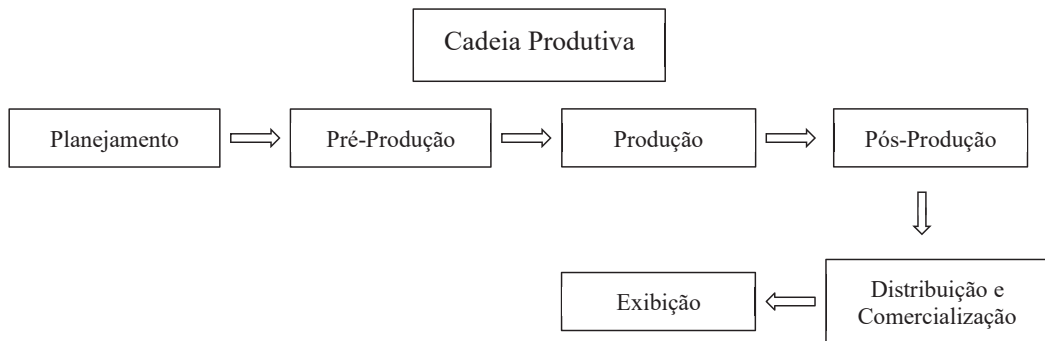 Cadeia Produtiva
Planejamento
Pré-Produção
Produção
Pós-Produção
Distribuição e
Comercialização
Exibição